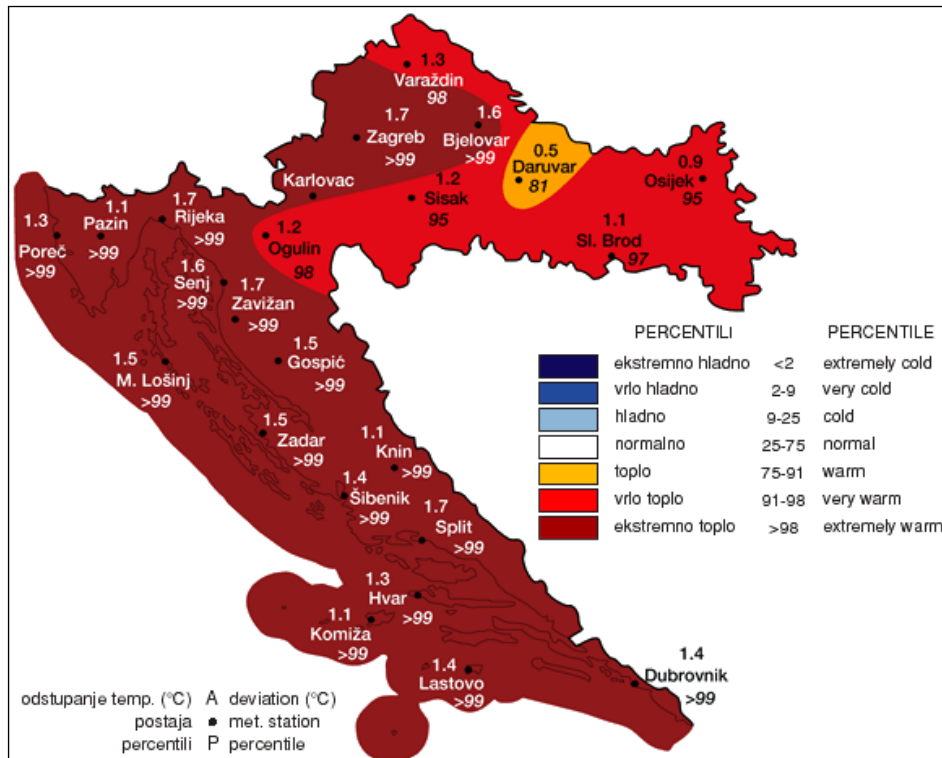 1.3
Varaždin
98
1.7
Zagreb
>99
1.6
Bjelovar
>99
0.5
Daruvar
81
0.9
Osijek
95
Karlovac
1.2
Sisak
95
1.1
Sl. Brod
97
1.3
Poreč
>99
1.1
Pazin
>99
1.7
Rijeka
>99
1.2
Ogulin
98
1.6
Senj
>99
1.7
Zavižan
>99
1.5
Gospić
>99
1.5
M. Lošinj
>99
1.5
Zadar
>99
1.1
Knin
>99
1.4
Šibenik
>99
1.7
Split
>99
1.3
Hvar
>99
1.1
Komiža
>99
1.4
Lastovo
>99
1.4
Dubrovnik
>99
PERCENTILI PERCENTILE
ekstremno hladno <2 extremely cold
vrlo hladno 2-9 very cold
hladno 9-25 cold
normalno 25-75 normal
toplo 75-91 warm
vrlo toplo 91-98 very warm
ekstremno toplo >98 extremely warm
odstupanje temp. (°C) A deviation (°C)
postaja ● met. station
percentili P percentile